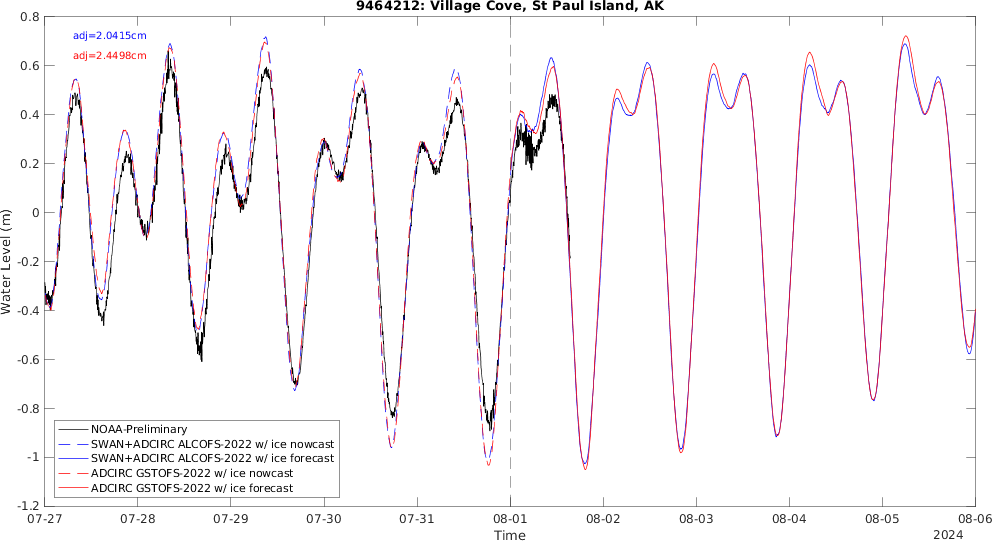 9464212: Village Cove, St Paul Island, AK
adj=2.0415cm
adj=2.4498cm
Water Level (m)
0.8
0.6
0.4
0.2
0
-0.2
-0.4
-0.6
-0.8
-1
-1.2
NOAA-Preliminary
SWAN+ADCIRC ALCOFS-2022 w/ ice nowcast
SWAN+ADCIRC ALCOFS-2022 w/ ice forecast
ADCIRC GSTOFS-2022 w/ ice nowcast
ADCIRC GSTOFS-2022 w/ ice forecast
07-27 07-28 07-29 07-30 07-31 08-01 08-02 08-03 08-04 08-05 08-06
Time
2024